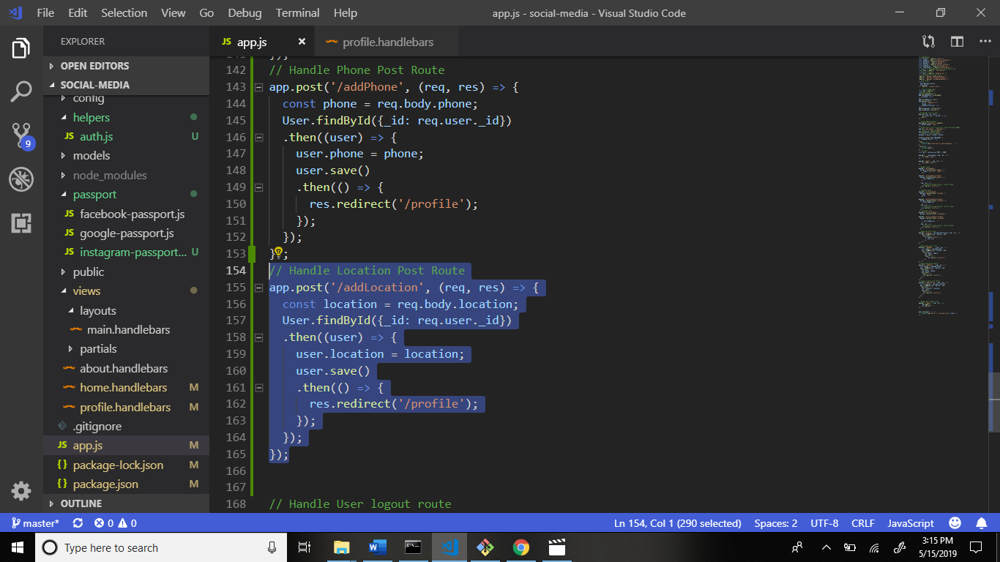 File Edit Selection View Go Debug Terminal Help
app.js - social-media - Visual Studio Code
EXPLORER
OPEN EDITORS
SOCIAL-MEDIA
config
helpers
JS auth.js U
models
node_modules
passport
JS facebook-passport.js
JS google-passport.js
JS instagram-passport... U
public
views
layouts
main.handlebars
partials
about.handlebars
home.handlebars M
profile.handlebars M
.gitignore
JS app.js M
{} package-lock.json M
{} package.json M
OUTLINE
9
JS app.js
profile.handlebars
141 });
142 // Handle Phone Post Route
143 app.post('/addPhone', (req, res) => {
144 const phone = req.body.phone;
145 User.findById({_id: req.user._id})
146 .then((user) => {
147 user.phone = phone;
148 user.save()
149 .then(() => {
150 res.redirect('/profile');
151 });
152 });
153 });
154 // Handle Location Post Route
155 app.post('/addLocation', (req, res) => {
156 const location = req.body.location;
157 User.findById({_id: req.user._id})
158 .then((user) => {
159 user.location = location;
160 user.save()
161 .then(() => {
162 res.redirect('/profile');
163 });
164 });
165 });
166
167
168 // Handle User logout route
master* 0 0
Ln 154, Col 1 (290 selected) Spaces: 2 UTF-8 CRLF JavaScript
Type here to search
3:15 PM
5/15/2019